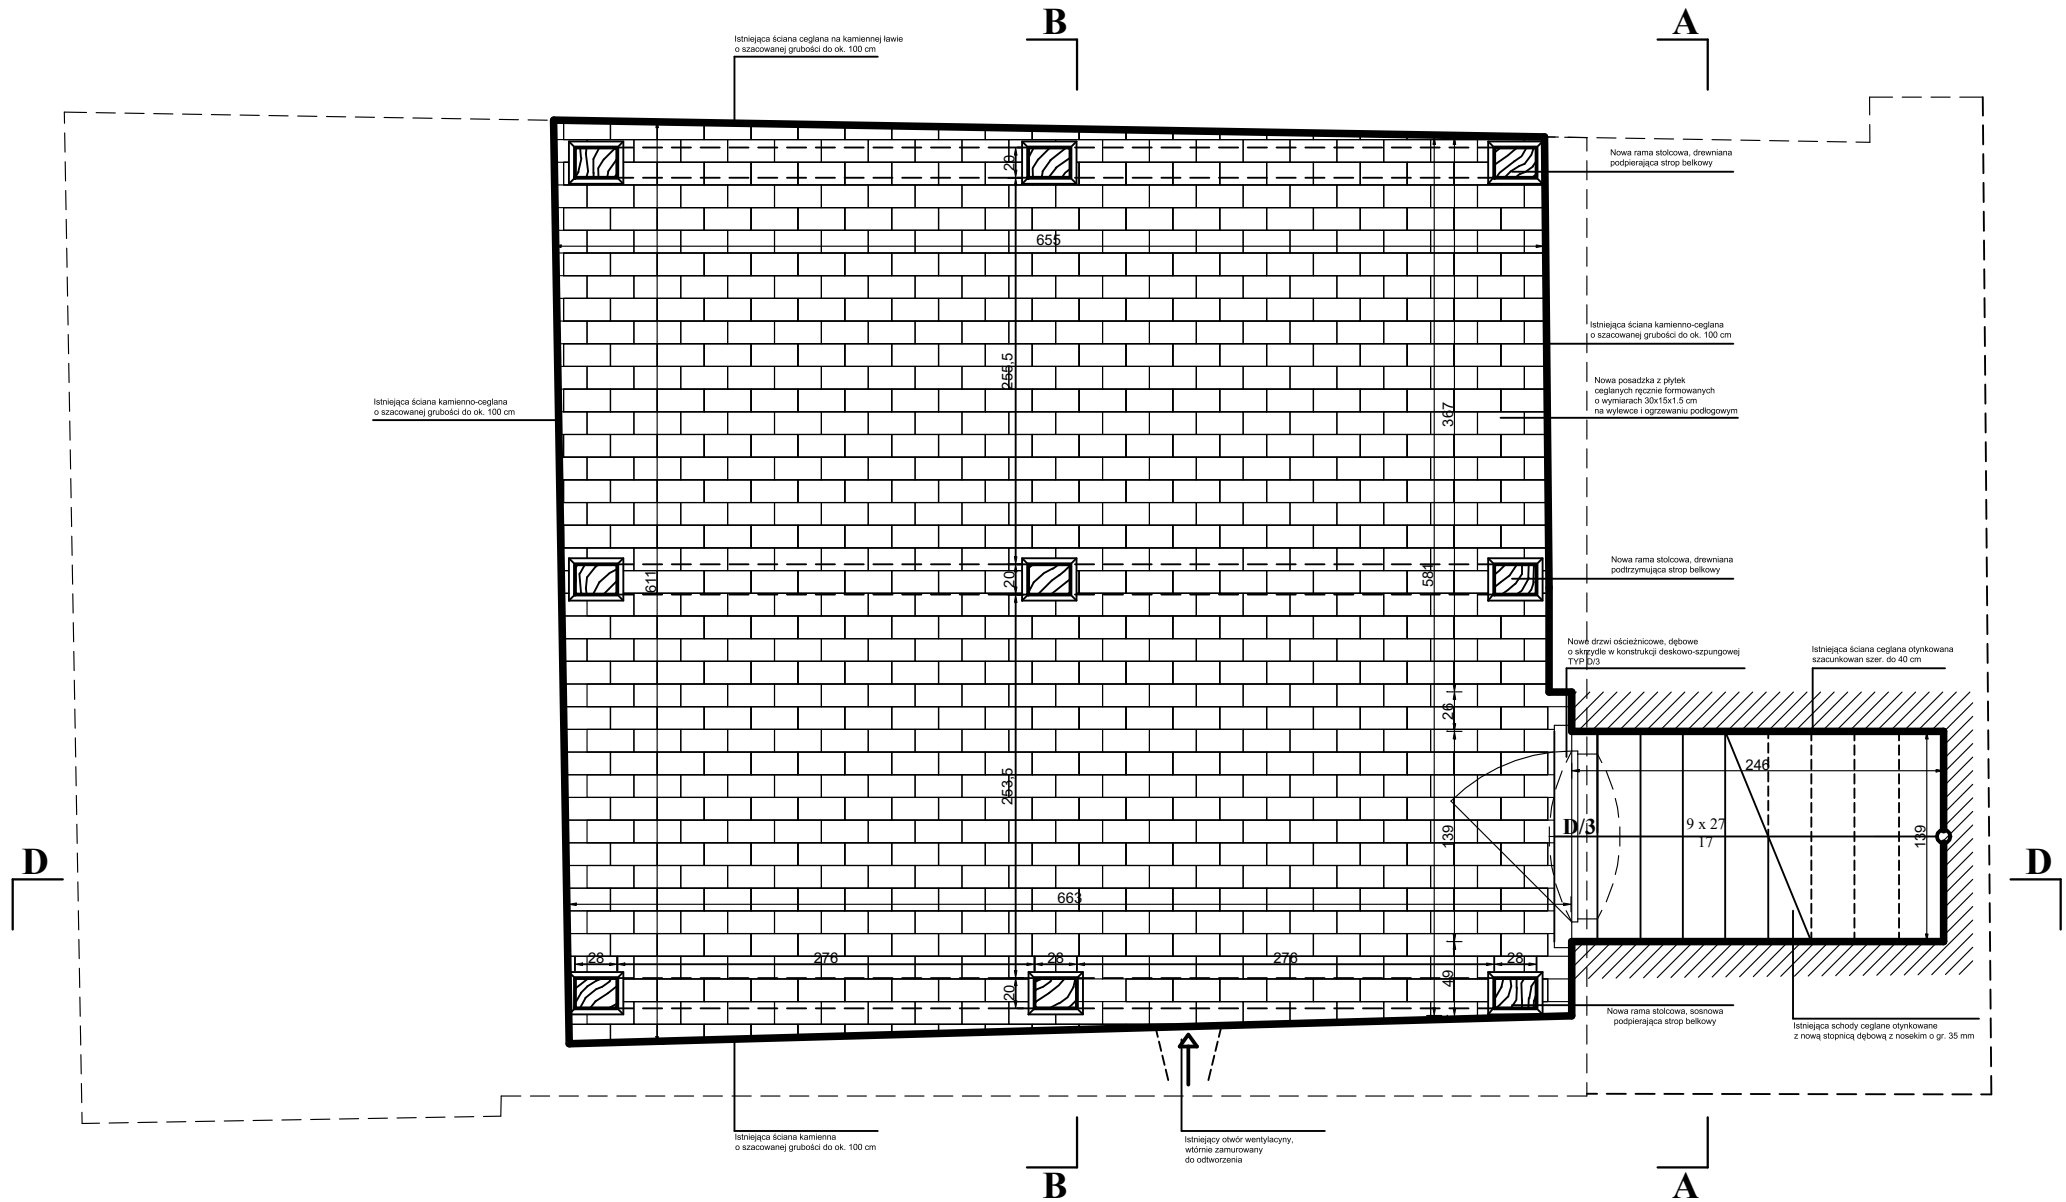 B
A
Istniejąca ściana ceglana na kamiennej ławie
o szacowanej grubości do ok. 100 cm
Nowa rama stolcowa, drewniana
podpierająca strop belkowy
20
655
Istniejąca ściana kamienno-ceglana
o szacowanej grubości do ok. 100 cm
255,5
Nowa posadzka z płytek
ceglanych ręcznie formowanych
o wymiarach 30x15x1.5 cm
na wylewce i ogrzewaniu podłogowym
Istniejąca ściana kamienno-ceglana
o szacowanej grubości do ok. 100 cm
367
611
20
581
Nowa rama stolcowa, drewniana
podtrzymująca strop belkowy
Nowe drzwi ościeżnicowe, dębowe
o skrzydle w konstrukcji deskowo-szpungowej
TYP D/3
Istniejąca ściana ceglana otynkowana
szacunkowan szer. do 40 cm
26
253,5
246
139
D/3
9 x 27
17
139
D
D
663
28
276
28
276
28
49
20
Nowa rama stolcowa, sosnowa
podpierająca strop belkowy
Istniejąca schody ceglane otynkowane
z nową stopnicą dębową z nosekim o gr. 35 mm
Istniejąca ściana kamienna
o szacowanej grubości do ok. 100 cm
Istniejący otwór wentylacyny,
wtórnie zamurowany
do odtworzenia
B
A